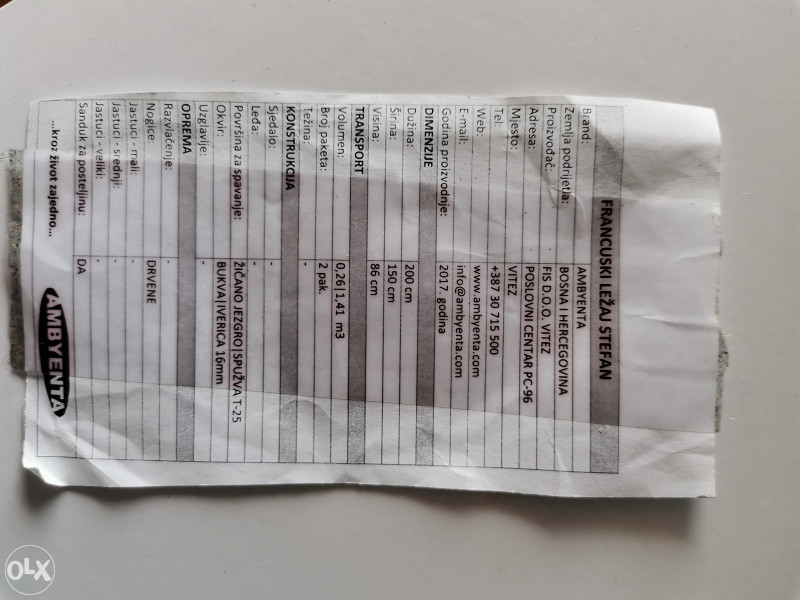 FRANCUSKI LEŽAJ STEFAN
Brand: AMBYENTA
Zemlja podrijetla: BOSNA I HERCEGOVINA
Proizvođač: FIS D.O.O. VITEZ
Adresa: POSLOVNI CENTAR PC-96
Mjesto: VITEZ
Tel: +387 30 715 500
Web: www.ambyenta.com
E-mail: info@ambyenta.com
Godina proizvodnje: 2017. godina
DIMENZIJE
Dužina: 200 cm
Širina: 150 cm
Visina: 86 cm
TRANSPORT
Volumen: 0,26|1,41 m3
Broj paketa: 2 pak.
Težina: -
KONSTRUKCIJA
Sjedalo: -
Leđa: -
Površina za spavanje: ŽIČANO JEZGRO|SPUŽVA T-25
Okvir: BUKVA|IVERICA 16mm
Uzglavlje: -
OPREMA
Razvlačenje: -
Nogice: DRVENE
Jastuci - mali: -
Jastuci - srednji: -
Jastuci - veliki: -
Sanduk za posteljinu: DA
...kroz život zajedno...
AMBYENTA
OLX